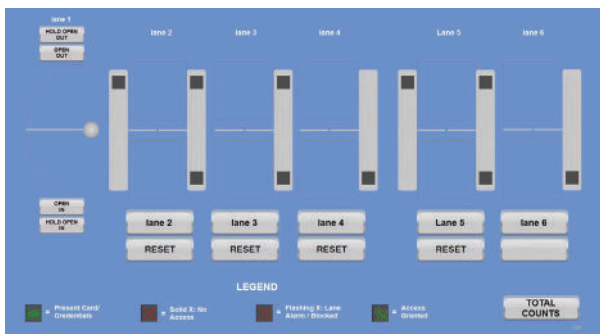 lane 1
HOLD OPEN
OUT
OPEN
OUT
lane 2
lane 3
lane 4
Lane 5
lane 6
OPEN
IN
HOLD OPEN
IN
lane 2
lane 3
lane 4
Lane 5
lane 6
RESET
RESET
RESET
RESET
LEGEND
= Present Card/
Credentials
= Solid X: No
Access
= Flashing X: Lane
Alarm / Blocked
= Access
Granted
TOTAL
COUNTS